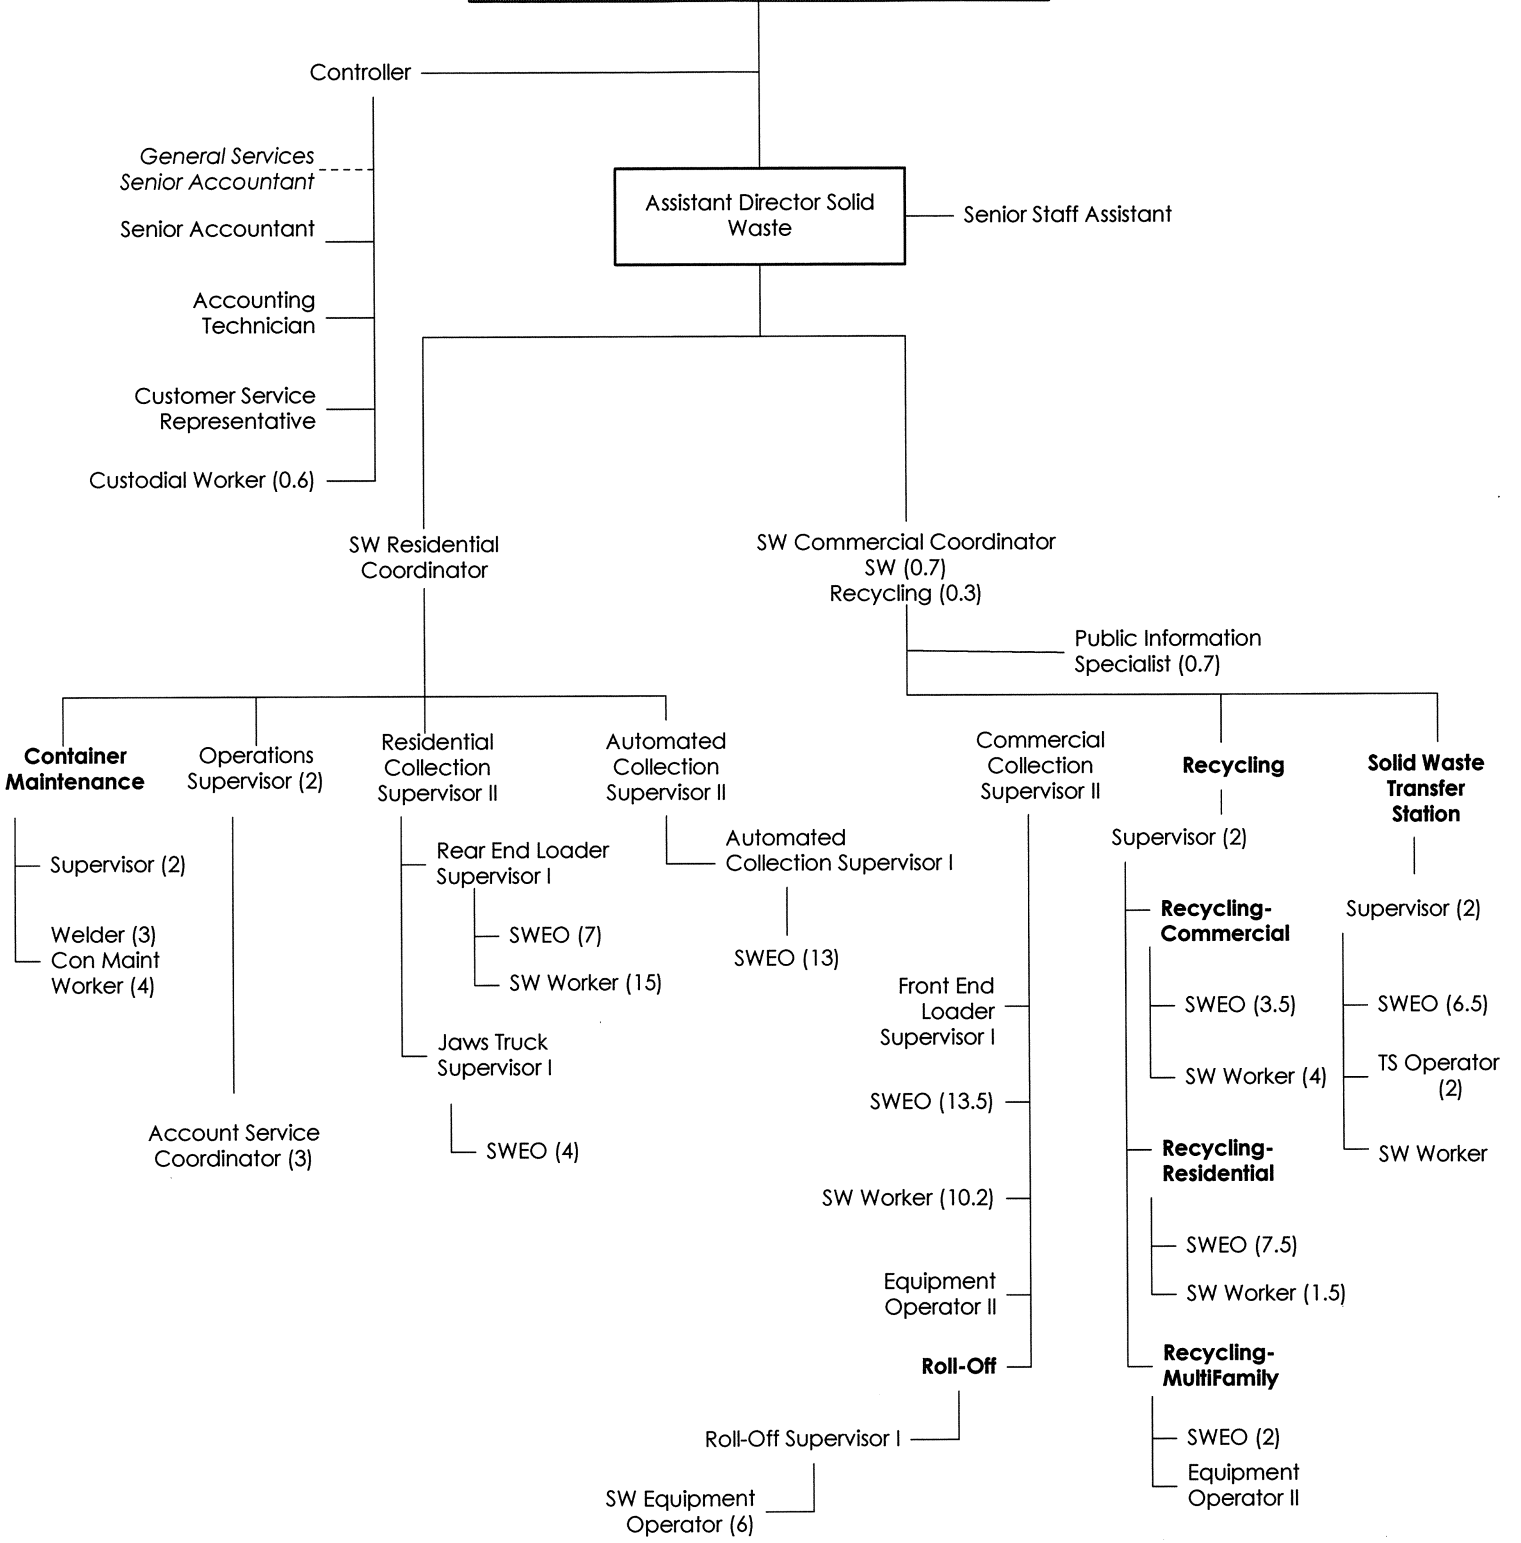 Controller
General Services
Senior Accountant
Senior Accountant
Accounting
Technician
Customer Service
Representative
Custodial Worker (0.6)
Assistant Director Solid
Waste
Senior Staff Assistant
SW Residential
Coordinator
SW Commercial Coordinator
SW (0.7)
Recycling (0.3)
Public Information
Specialist (0.7)
Container
Maintenance
Supervisor (2)
Welder (3)
Con Maint
Worker (4)
Operations
Supervisor (2)
Account Service
Coordinator (3)
Residential
Collection
Supervisor II
Rear End Loader
Supervisor I
SWEO (7)
SW Worker (15)
Jaws Truck
Supervisor I
SWEO (4)
Automated
Collection
Supervisor II
Automated
Collection Supervisor I
SWEO (13)
Commercial
Collection
Supervisor II
Front End
Loader
Supervisor I
SWEO (13.5)
SW Worker (10.2)
Equipment
Operator II
Roll-Off
Roll-Off Supervisor I
SW Equipment
Operator (6)
Recycling
Supervisor (2)
Recycling-
Commercial
SWEO (3.5)
SW Worker (4)
Recycling-
Residential
SWEO (7.5)
SW Worker (1.5)
Recycling-
MultiFamily
SWEO (2)
Equipment
Operator II
Solid Waste
Transfer
Station
Supervisor (2)
SWEO (6.5)
TS Operator
(2)
SW Worker